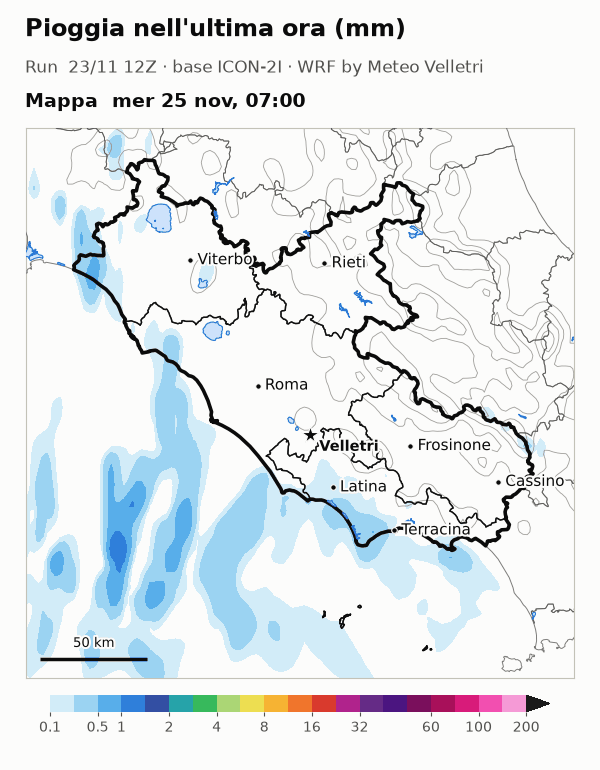 Pioggia nell'ultima ora (mm)
Run  23/11 12Z · base ICON-2I · WRF by Meteo Velletri
Mappa  mer 25 nov, 07:00
Viterbo
Rieti
Roma
Velletri
Frosinone
Latina
Cassino
Terracina
50 km
0.1 0.5 1 2 4 8 16 32 60 100 200